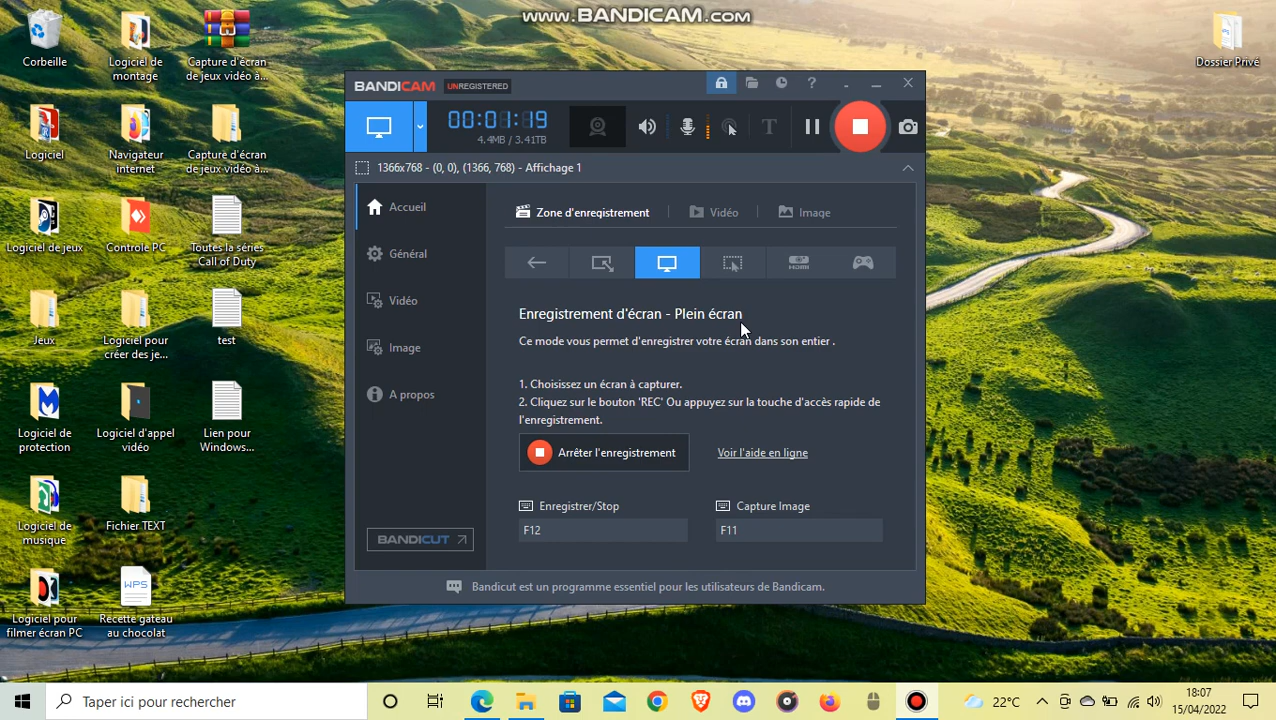 www.BANDICAM.com
Corbeille
Logiciel de
montage
Capture d'écran
de jeux vidéo à...
Dossier Privé
Logiciel
Navigateur
internet
Capture d'écran
de jeux vidéo à...
Logiciel de jeux
Controle PC
Toutes la séries
Call of Duty
Jeux
Logiciel pour
créer des je...
test
Logiciel de
protection
Logiciel d'appel
vidéo
Lien pour
Windows...
Logiciel de
musique
Fichier TEXT
WPS
Logiciel pour
filmer écran PC
Recette gateau
au chocolat
BANDICAM UNREGISTERED
?
00:01:19
4.4MB / 3.41TB
T
1366x768 - (0, 0), (1366, 768) - Affichage 1
Accueil
Général
Vidéo
Image
A propos
BANDICUT
Zone d'enregistrement
Vidéo
Image
HDMI
Enregistrement d'écran - Plein écran
Ce mode vous permet d'enregistrer votre écran dans son entier .
1. Choisissez un écran à capturer.
2. Cliquez sur le bouton 'REC' Ou appuyez sur la touche d'accès rapide de
l'enregistrement.
Arrêter l'enregistrement
Voir l'aide en ligne
Enregistrer/Stop
Capture Image
F12
F11
Bandicut est un programme essentiel pour les utilisateurs de Bandicam.
Taper ici pour rechercher
22°C
18:07
15/04/2022